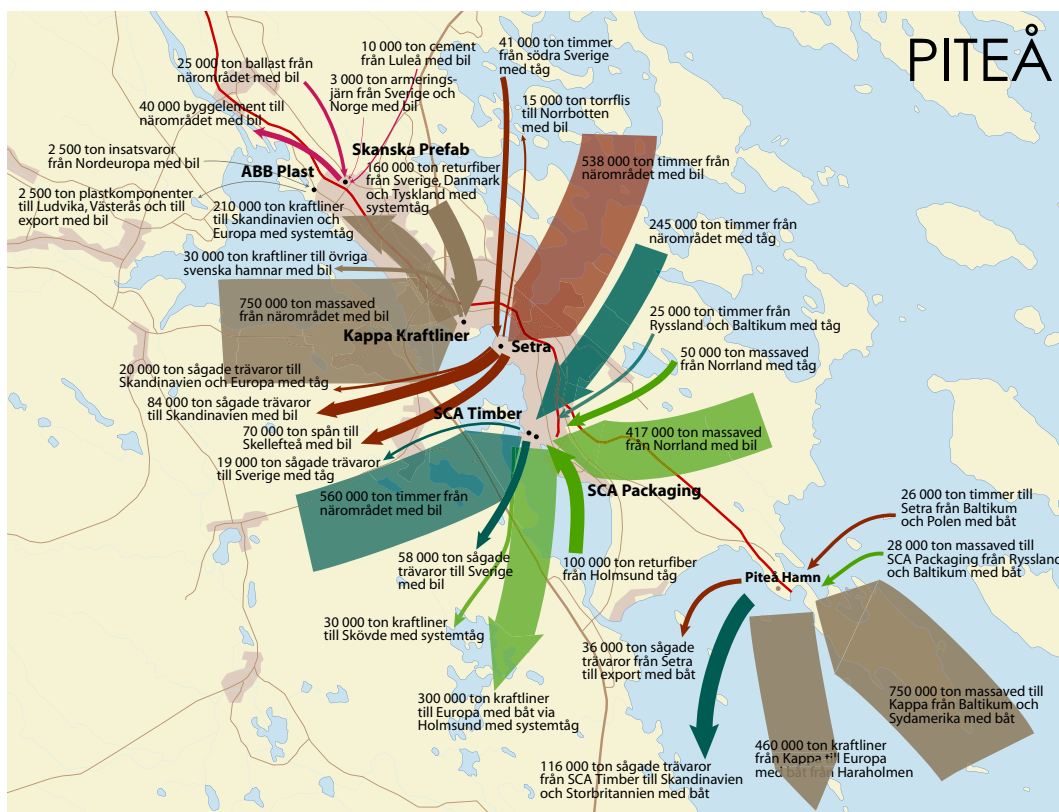 PITEÅ
25 000 ton ballast från
närområdet med bil
10 000 ton cement
från Luleå med bil
3 000 ton armerings-
järn från Sverige och
Norge med bil
41 000 ton timmer
från södra Sverige
med tåg
40 000 byggelement till
närområdet med bil
15 000 ton torrflis
till Norrbotten
med bil
2 500 ton insatsvaror
från Nordeuropa med bil
ABB Plast
Skanska Prefab
160 000 ton returfiber
från Sverige, Danmark
och Tyskland med
systemtåg
538 000 ton timmer från
närområdet med bil
2 500 ton plastkomponenter
till Ludvika, Västerås och till
export med bil
210 000 ton kraftliner
till Skandinavien och
Europa med systemtåg
245 000 ton timmer från
närområdet med tåg
30 000 ton kraftliner till övriga
svenska hamnar med bil
750 000 ton massaved
från närområdet med bil
Kappa Kraftliner
Setra
25 000 ton timmer från
Ryssland och Baltikum med tåg
50 000 ton massaved
från Norrland med tåg
20 000 ton sågade trävaror till
Skandinavien och Europa med tåg
84 000 ton sågade trävaror
till Skandinavien med bil
SCA Timber
70 000 ton spån till
Skellefteå med bil
417 000 ton massaved
från Norrland med bil
19 000 ton sågade trävaror
till Sverige med tåg
560 000 ton timmer från
närområdet med bil
SCA Packaging
26 000 ton timmer till
Setra från Baltikum
och Polen med båt
58 000 ton sågade
trävaror till Sverige
med bil
100 000 ton returfiber
från Holmsund tåg
28 000 ton massaved till
SCA Packaging från Ryssland
och Baltikum med båt
Piteå Hamn
30 000 ton kraftliner
till Skövde med systemtåg
36 000 ton sågade
trävaror från Setra
till export med båt
300 000 ton kraftliner
till Europa med båt via
Holmsund med systemtåg
750 000 ton massaved till
Kappa från Baltikum och
Sydamerika med båt
460 000 ton kraftliner
från Kappa till Europa
med båt från Haraholmen
116 000 ton sågade trävaror
från SCA Timber till Skandinavien
och Storbritannien med båt